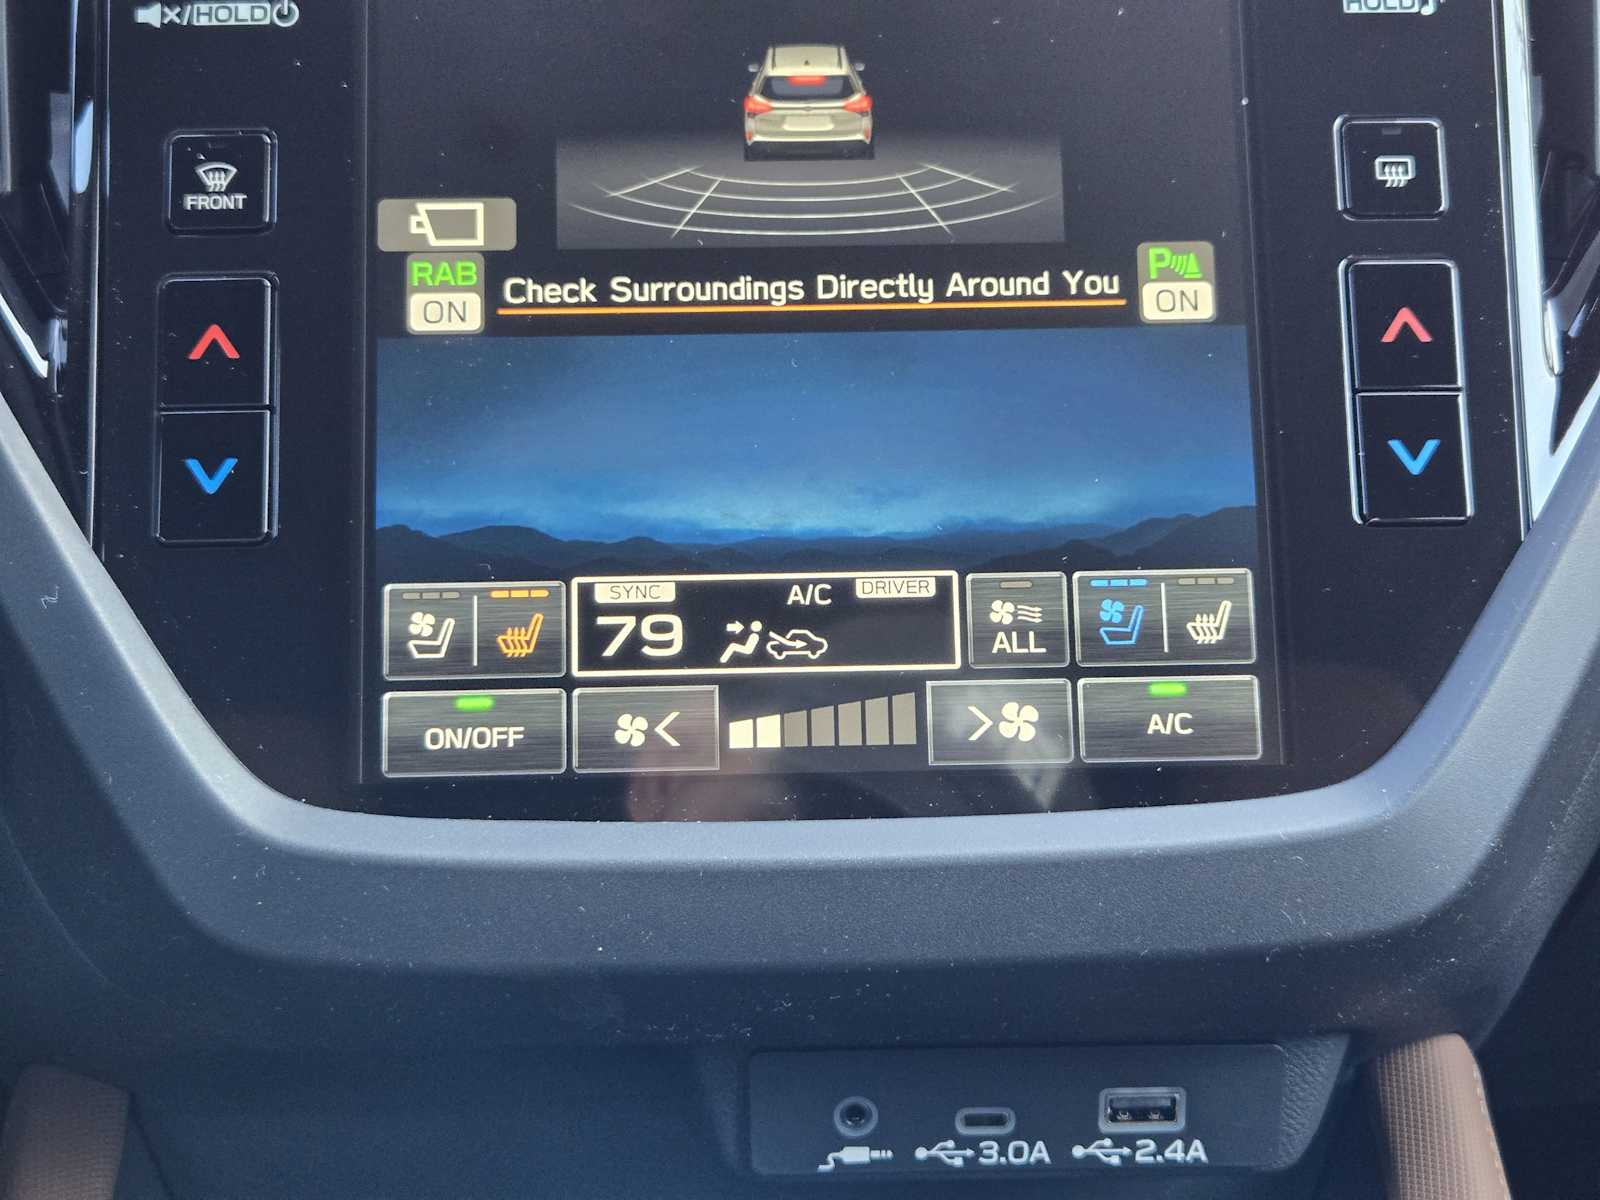 HOLD
HOLD
FRONT
RAB
ON
Check Surroundings Directly Around You
P
ON
SYNC
A/C
DRIVER
79
ALL
ON/OFF
A/C
3.0A
2.4A